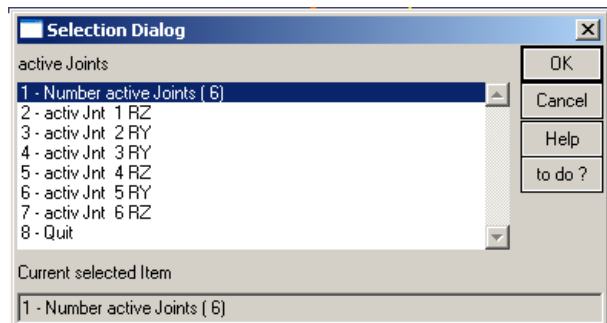 Selection Dialog
active Joints
OK
1 - Number active Joints ( 6)
2 - activ Jnt 1 RZ
Cancel
3 - activ Jnt 2 RY
4 - activ Jnt 3 RY
Help
5 - activ Jnt 4 RZ
to do ?
6 - activ Jnt 5 RY
7 - activ Jnt 6 RZ
8 - Quit
Current selected Item
1 - Number active Joints ( 6)